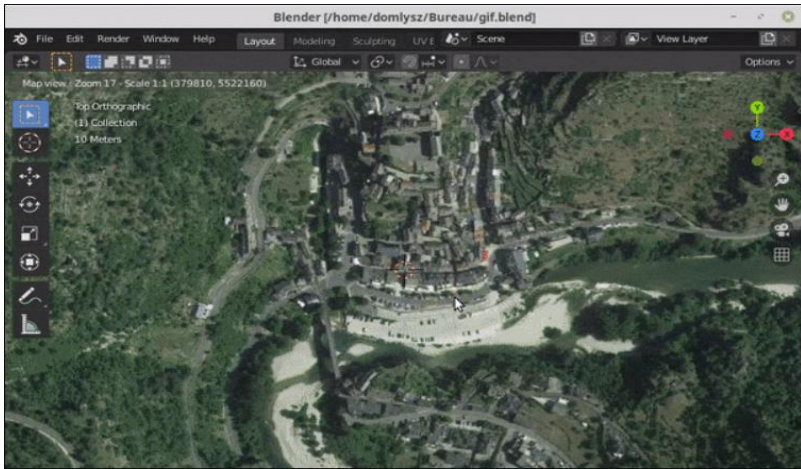 Blender [/home/domlysz/Bureau/gif.blend]
File Edit Render Window Help Layout Modeling Sculpting UV E Scene View Layer
Global Options
Map view : Zoom 17 - Scale 1:1 (379810, 5522160)
Top Orthographic
(1) Collection
10 Meters
Y
Z X